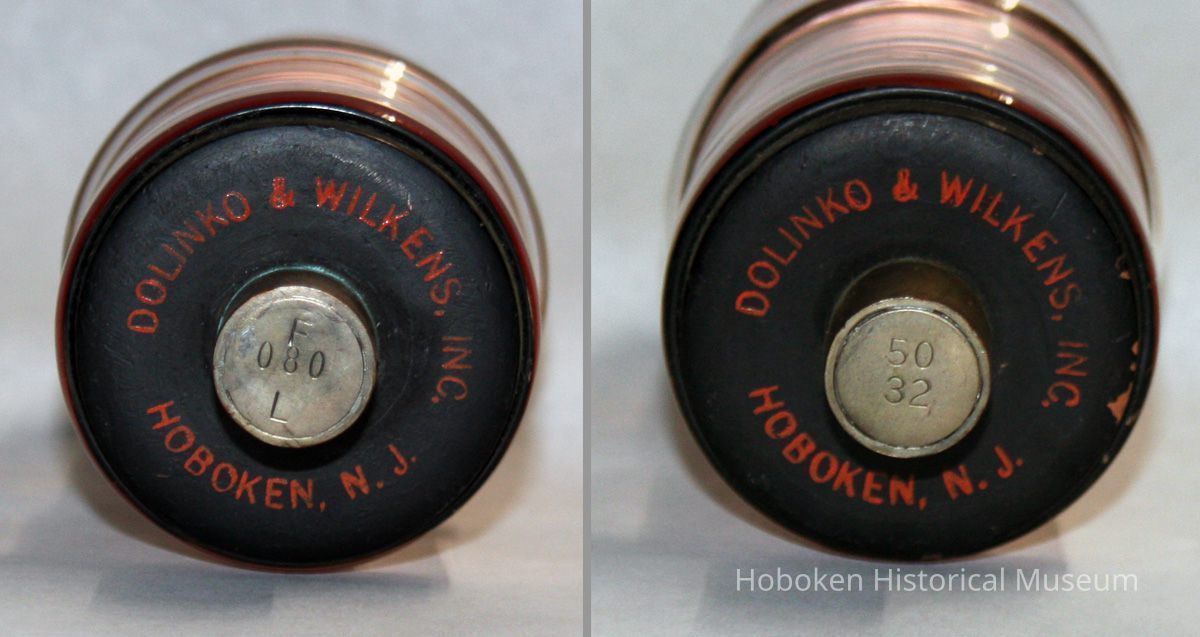 DOLINKO & WILKENS, INC.
HOBOKEN, N. J.
F
080
L
DOLINKO & WILKENS, INC.
HOBOKEN, N. J.
50
32
Hoboken Historical Museum